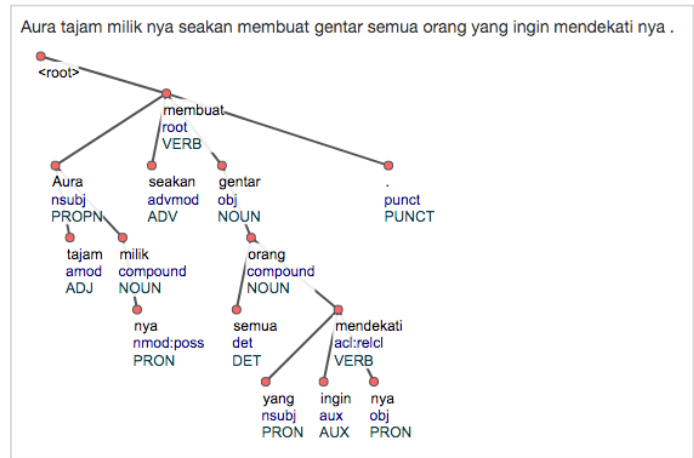 Aura tajam milik nya seakan membuat gentar semua orang yang ingin mendekati nya .
<root>
membuat
root
VERB
Aura seakan gentar .
nsubj advmod obj punct
PROPN ADV NOUN PUNCT
tajam milik orang
amod compound compound
ADJ NOUN NOUN
nya semua mendekati
nmod:poss det acl:relcl
PRON DET VERB
yang ingin nya
nsubj aux obj
PRON AUX PRON